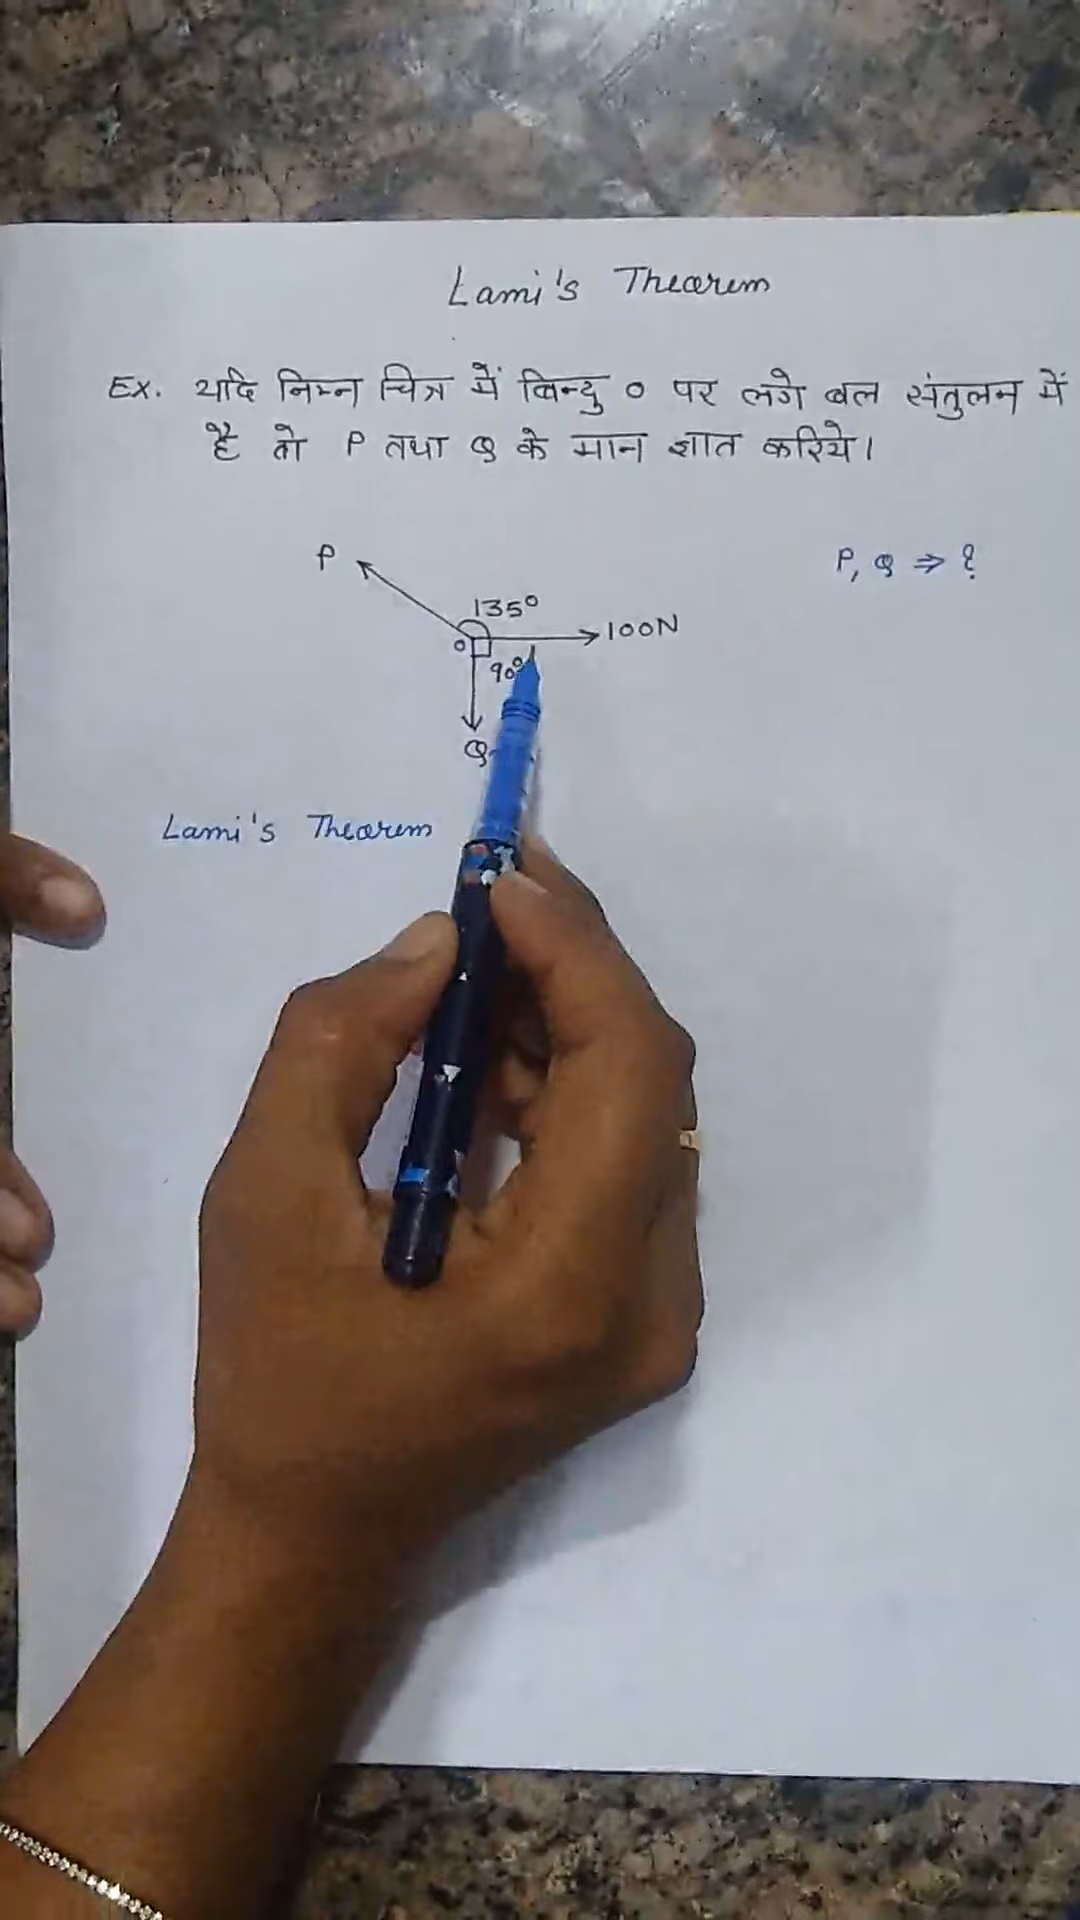 Lami's Thearem
Ex. यदि निम्न चित्र में बिन्दु o पर लगे बल संतुलन में
है तो P तथा Q के मान ज्ञात करिये।
P
P, Q ⇒ ?
135°
100N
o
90°
Q
Lami's Thearem